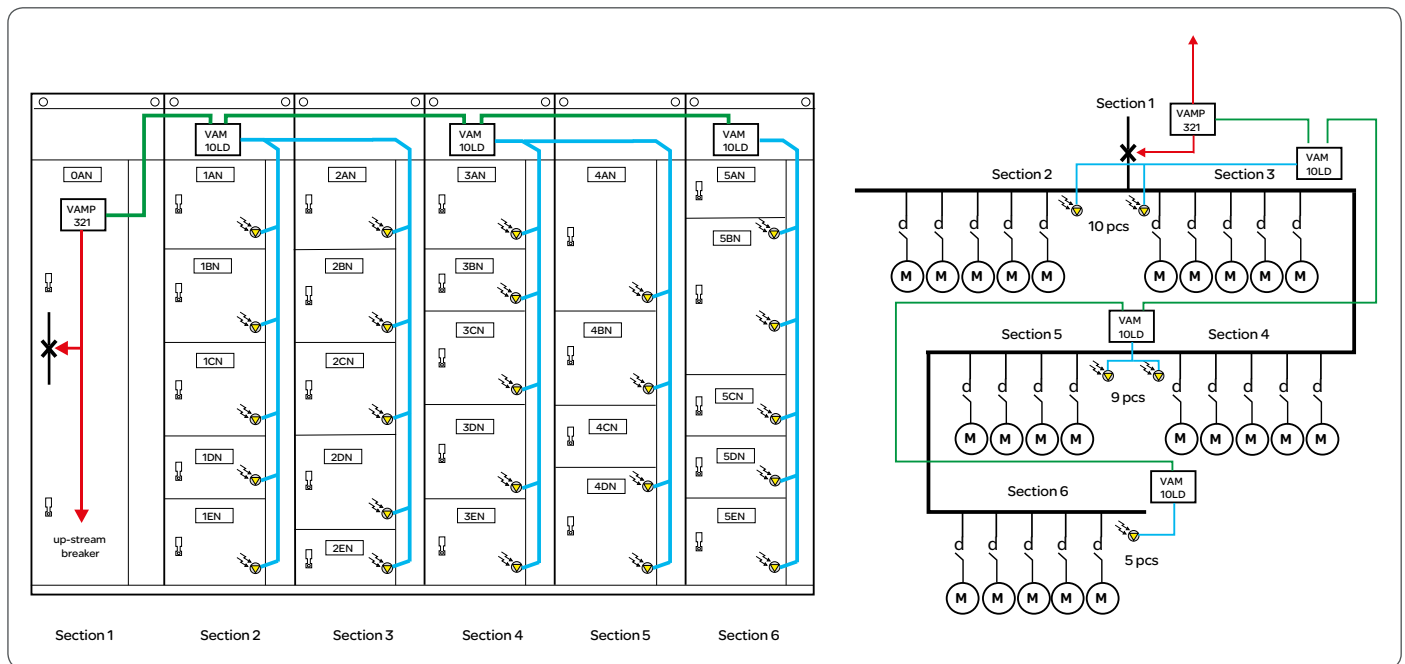 VAM
10LD
VAM
10LD
VAM
10LD
0AN
VAMP
321
up-stream
breaker
1AN
1BN
1CN
1DN
1EN
2AN
2BN
2CN
2DN
2EN
3AN
3BN
3CN
3DN
3EN
4AN
4BN
4CN
4DN
5AN
5BN
5CN
5DN
5EN
Section 1
Section 2
Section 3
Section 4
Section 5
Section 6
Section 1
VAMP
321
VAM
10LD
Section 2
Section 3
10 pcs
d d d d d d d d d d
M M M M M M M M M M
VAM
10LD
Section 5
Section 4
9 pcs
d d d d d d d d d
M M M M M M M M M
VAM
10LD
Section 6
5 pcs
d d d d d
M M M M M